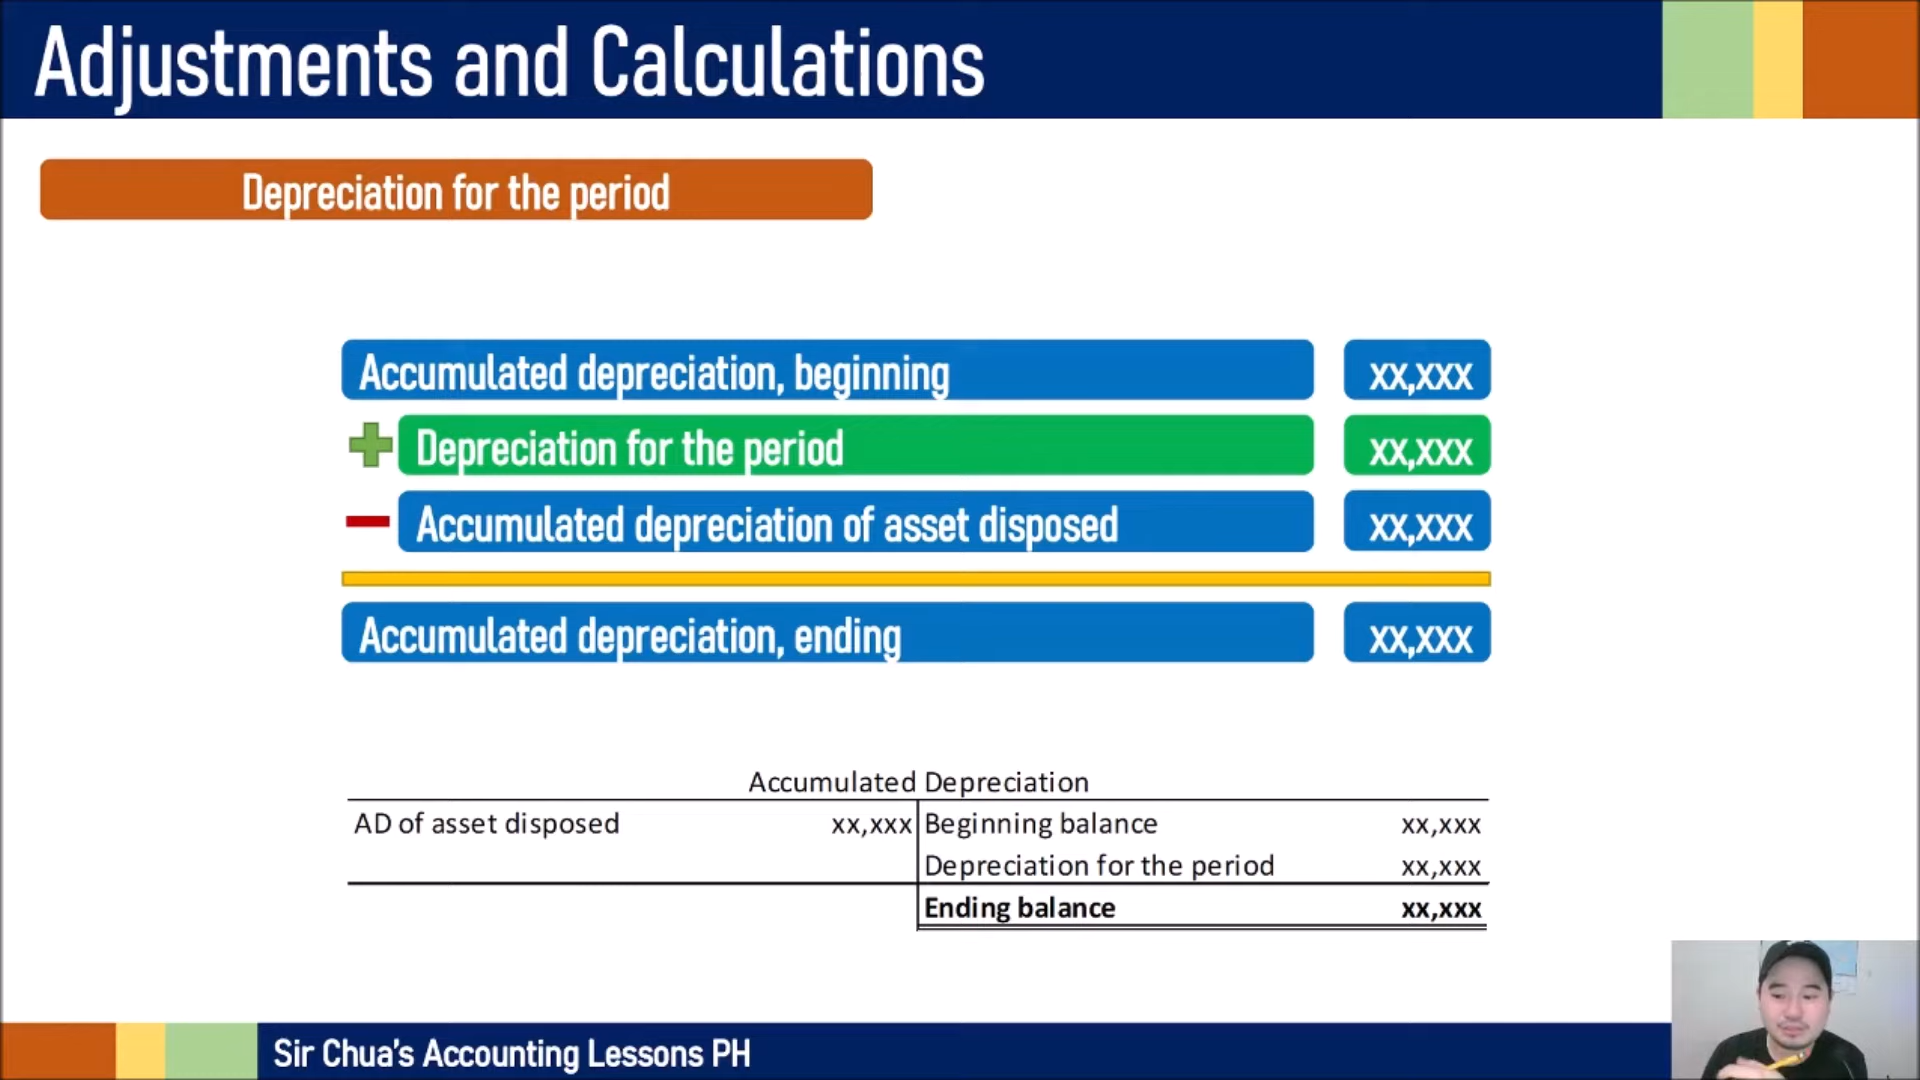 Adjustments and Calculations
Depreciation for the period
Accumulated depreciation, beginning xx,xxx
Depreciation for the period xx,xxx
Accumulated depreciation of asset disposed xx,xxx
Accumulated depreciation, ending xx,xxx
Accumulated Depreciation
AD of asset disposed xx,xxx Beginning balance xx,xxx
Depreciation for the period xx,xxx
Ending balance xx,xxx
Sir Chua's Accounting Lessons PH